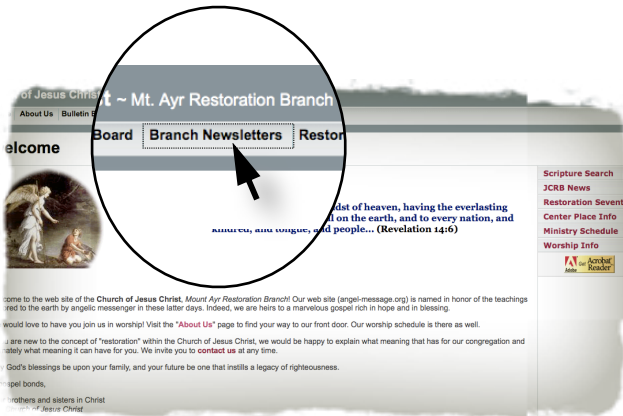 of Jesus Christ ~ Mt. Ayr Restoration Branch
About Us Bulletin Board Branch Newsletters Restor
elcome
dst of heaven, having the everlasting
on the earth, and to every nation, and
kindred, and tongue, and people... (Revelation 14:6)
Scripture Search
JCRB News
Restoration Sevent
Center Place Info
Ministry Schedule
Worship Info
Adobe Get Acrobat Reader
come to the web site of the Church of Jesus Christ, Mount Ayr Restoration Branch! Our web site (angel-message.org) is named in honor of the teachings
ured to the earth by angelic messenger in these latter days. Indeed, we are heirs to a marvelous gospel rich in hope and in blessing.
would love to have you join us in worship! Visit the "About Us" page to find your way to our front door. Our worship schedule is there as well.
u are new to the concept of "restoration" within the Church of Jesus Christ, we would be happy to explain what meaning that has for our congregation and
nately what meaning it can have for you. We invite you to contact us at any time.
y God's blessings be upon your family, and your future be one that instills a legacy of righteousness.
ospel bonds,
brothers and sisters in Christ
Church of Jesus Christ